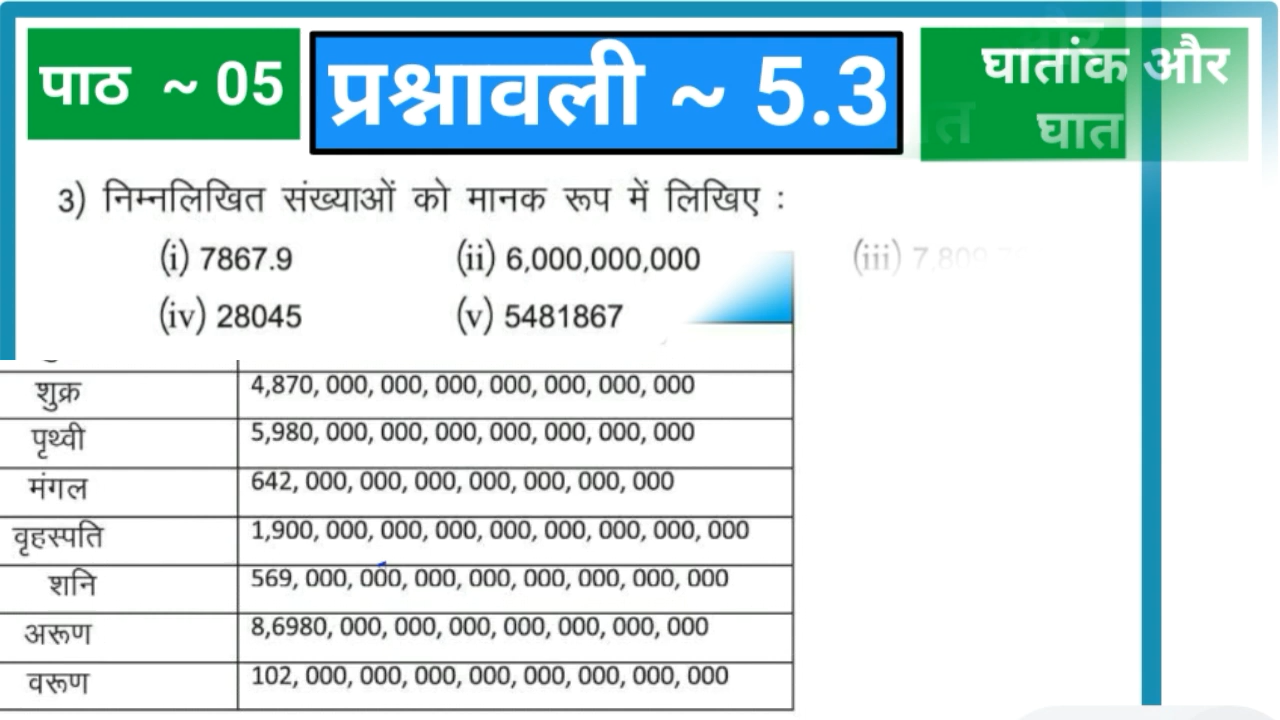 पाठ ~ 05
प्रश्नावली ~ 5.3
घातांक और
घात
3) निम्नलिखित संख्याओं को मानक रूप में लिखिए :
(i) 7867.9 (ii) 6,000,000,000 (iii)
(iv) 28045 (v) 5481867
शुक्र 4,870, 000, 000, 000, 000, 000, 000, 000
पृथ्वी 5,980, 000, 000, 000, 000, 000, 000, 000
मंगल 642, 000, 000, 000, 000, 000, 000, 000
वृहस्पति 1,900, 000, 000, 000, 000, 000, 000, 000, 000
शनि 569, 000, 000, 000, 000, 000, 000, 000, 000
अरूण 8,6980, 000, 000, 000, 000, 000, 000, 000
वरूण 102, 000, 000, 000, 000, 000, 000, 000, 000